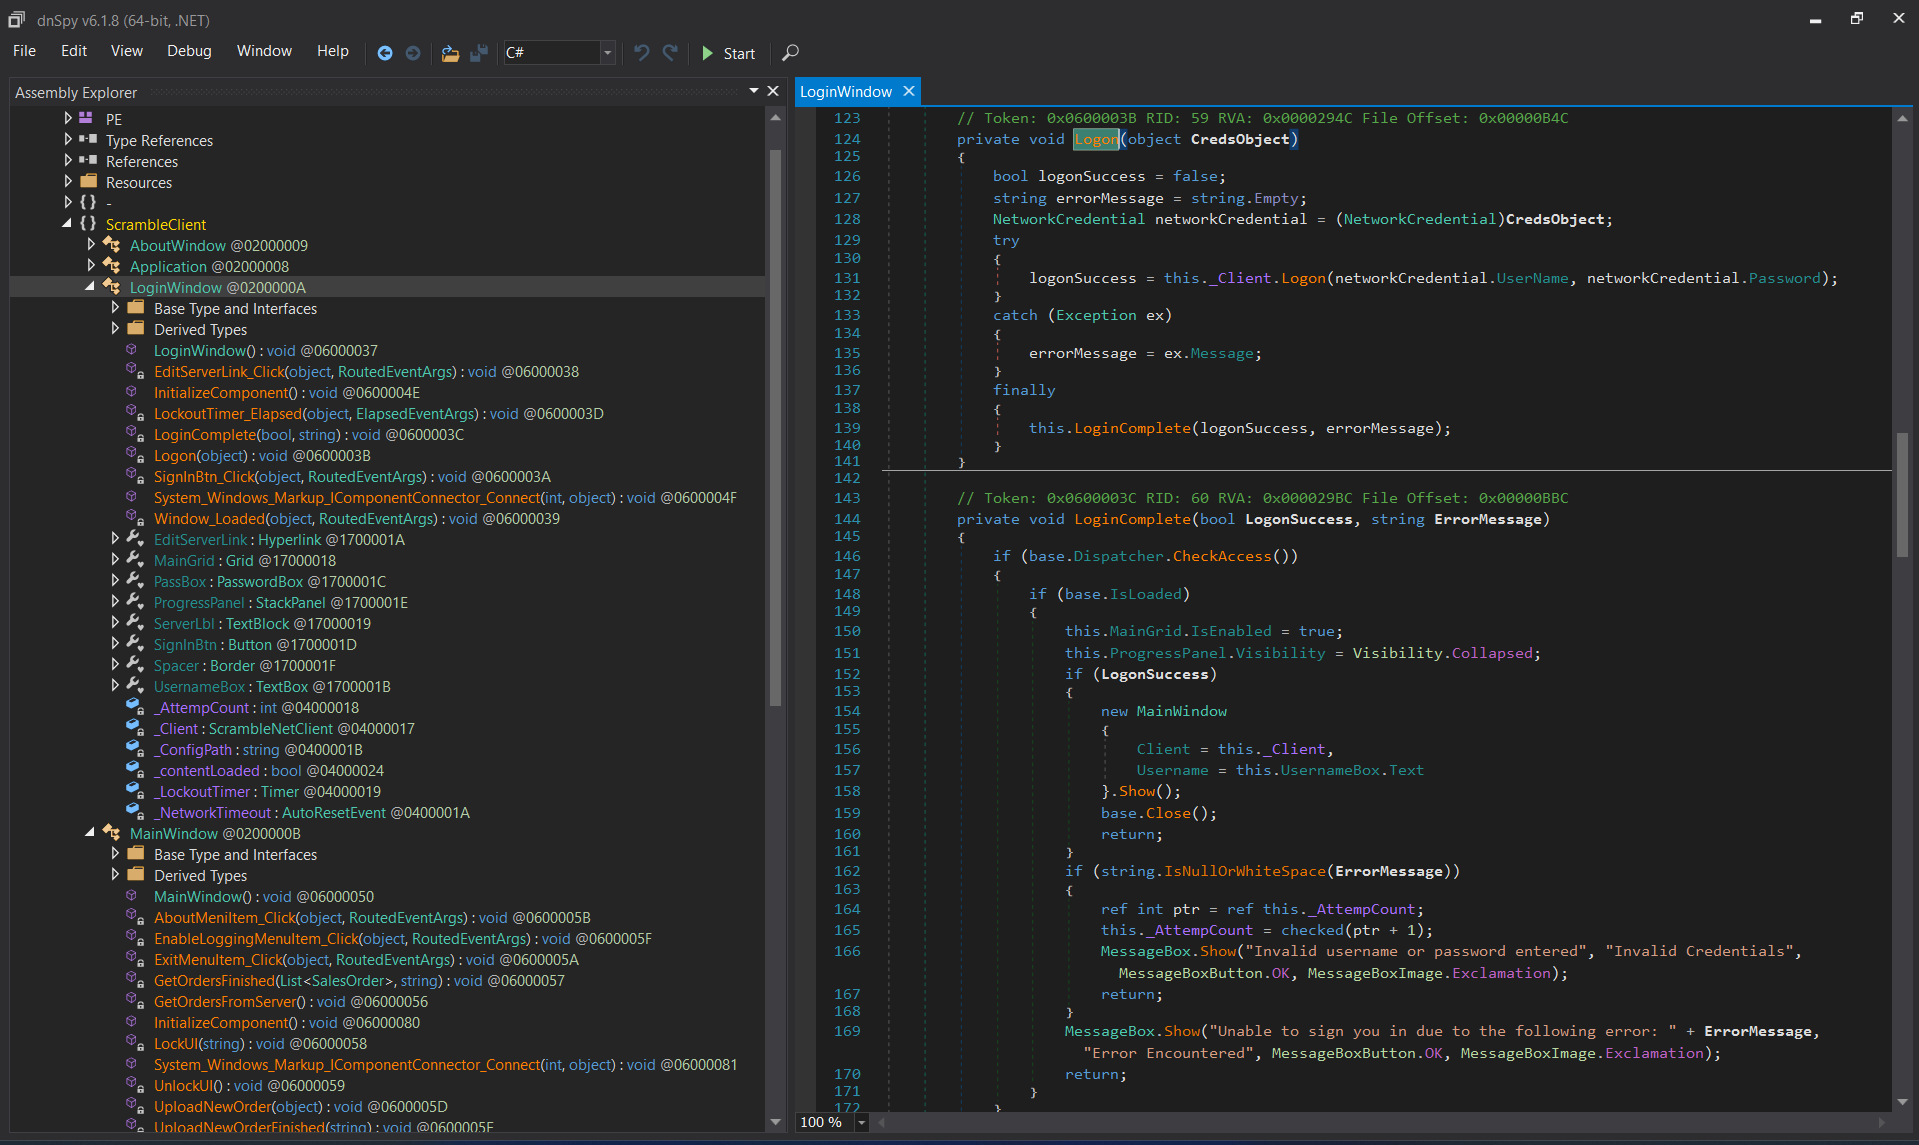 dnSpy v6.1.8 (64-bit, .NET)
File Edit View Debug Window Help C# Start
Assembly Explorer
PE
Type References
References
Resources
{ } -
{ } ScrambleClient
AboutWindow @02000009
Application @02000008
LoginWindow @0200000A
Base Type and Interfaces
Derived Types
LoginWindow() : void @06000037
EditServerLink_Click(object, RoutedEventArgs) : void @06000038
InitializeComponent() : void @0600004E
LockoutTimer_Elapsed(object, ElapsedEventArgs) : void @0600003D
LoginComplete(bool, string) : void @0600003C
Logon(object) : void @0600003B
SignInBtn_Click(object, RoutedEventArgs) : void @0600003A
System_Windows_Markup_IComponentConnector_Connect(int, object) : void @0600004F
Window_Loaded(object, RoutedEventArgs) : void @06000039
EditServerLink : Hyperlink @1700001A
MainGrid : Grid @17000018
PassBox : PasswordBox @1700001C
ProgressPanel : StackPanel @1700001E
ServerLbl : TextBlock @17000019
SignInBtn : Button @1700001D
Spacer : Border @1700001F
UsernameBox : TextBox @1700001B
_AttempCount : int @04000018
_Client : ScrambleNetClient @04000017
_ConfigPath : string @0400001B
_contentLoaded : bool @04000024
_LockoutTimer : Timer @04000019
_NetworkTimeout : AutoResetEvent @0400001A
MainWindow @0200000B
Base Type and Interfaces
Derived Types
MainWindow() : void @06000050
AboutMeniItem_Click(object, RoutedEventArgs) : void @0600005B
EnableLoggingMenuItem_Click(object, RoutedEventArgs) : void @0600005F
ExitMenuItem_Click(object, RoutedEventArgs) : void @0600005A
GetOrdersFinished(List<SalesOrder>, string) : void @06000057
GetOrdersFromServer() : void @06000056
InitializeComponent() : void @06000080
LockUI(string) : void @06000058
System_Windows_Markup_IComponentConnector_Connect(int, object) : void @06000081
UnlockUI() : void @06000059
UploadNewOrder(object) : void @0600005D
UploadNewOrderFinished(string) : void @0600005E
LoginWindow
123 // Token: 0x0600003B RID: 59 RVA: 0x0000294C File Offset: 0x00000B4C
124 private void Logon(object CredsObject)
125 {
126 bool logonSuccess = false;
127 string errorMessage = string.Empty;
128 NetworkCredential networkCredential = (NetworkCredential)CredsObject;
129 try
130 {
131 logonSuccess = this._Client.Logon(networkCredential.UserName, networkCredential.Password);
132 }
133 catch (Exception ex)
134 {
135 errorMessage = ex.Message;
136 }
137 finally
138 {
139 this.LoginComplete(logonSuccess, errorMessage);
140 }
141 }
142
143 // Token: 0x0600003C RID: 60 RVA: 0x000029BC File Offset: 0x00000BBC
144 private void LoginComplete(bool LogonSuccess, string ErrorMessage)
145 {
146 if (base.Dispatcher.CheckAccess())
147 {
148 if (base.IsLoaded)
149 {
150 this.MainGrid.IsEnabled = true;
151 this.ProgressPanel.Visibility = Visibility.Collapsed;
152 if (LogonSuccess)
153 {
154 new MainWindow
155 {
156 Client = this._Client,
157 Username = this.UsernameBox.Text
158 }.Show();
159 base.Close();
160 return;
161 }
162 if (string.IsNullOrWhiteSpace(ErrorMessage))
163 {
164 ref int ptr = ref this._AttempCount;
165 this._AttempCount = checked(ptr + 1);
166 MessageBox.Show("Invalid username or password entered", "Invalid Credentials",
MessageBoxButton.OK, MessageBoxImage.Exclamation);
167 return;
168 }
169 MessageBox.Show("Unable to sign you in due to the following error: " + ErrorMessage,
"Error Encountered", MessageBoxButton.OK, MessageBoxImage.Exclamation);
170 return;
171 }
172 }
100 %